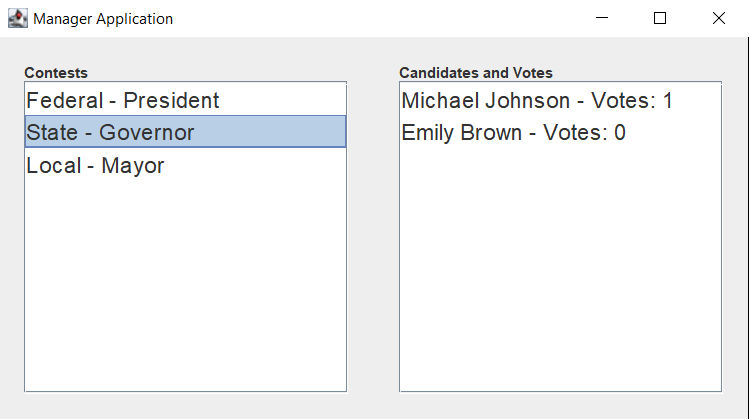 Manager Application
Contests
Federal - President
State - Governor
Local - Mayor
Candidates and Votes
Michael Johnson - Votes: 1
Emily Brown - Votes: 0